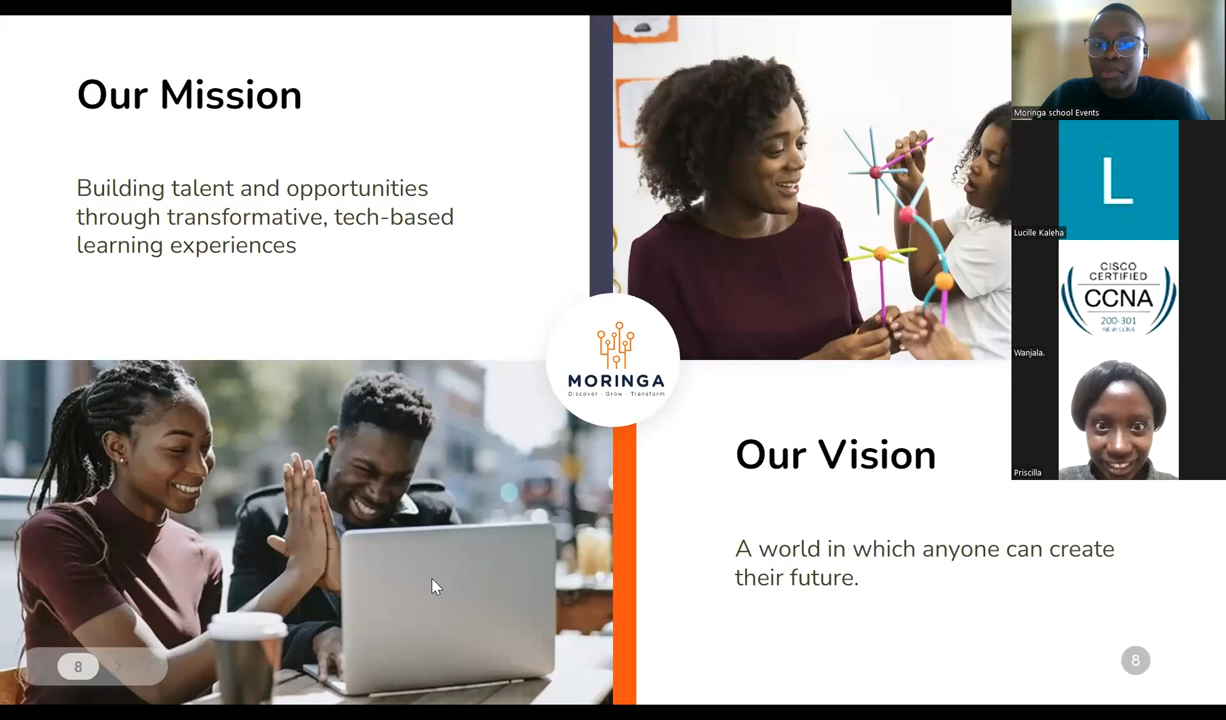 Our Mission
Building talent and opportunities
through transformative, tech-based
learning experiences
MORINGA
Discover · Grow · Transform
Our Vision
A world in which anyone can create
their future.
8
8
Moringa school Events
L
Lucille Kaleha
CISCO
CERTIFIED
CCNA
200-301
NEW CCNA
Wanjala.
Priscilla